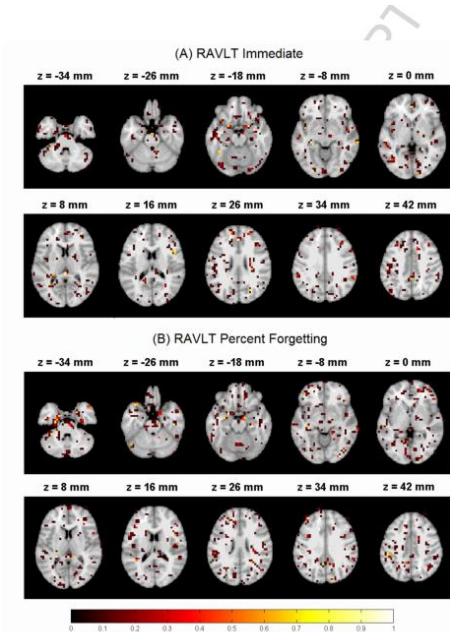 (A) RAVLT Immediate
z = -34 mm z = -26 mm z = -18 mm z = -8 mm z = 0 mm
z = 8 mm z = 16 mm z = 26 mm z = 34 mm z = 42 mm
(B) RAVLT Percent Forgetting
z = -34 mm z = -26 mm z = -18 mm z = -8 mm z = 0 mm
z = 8 mm z = 16 mm z = 26 mm z = 34 mm z = 42 mm
0 0.1 0.2 0.3 0.4 0.5 0.6 0.7 0.8 0.9 1